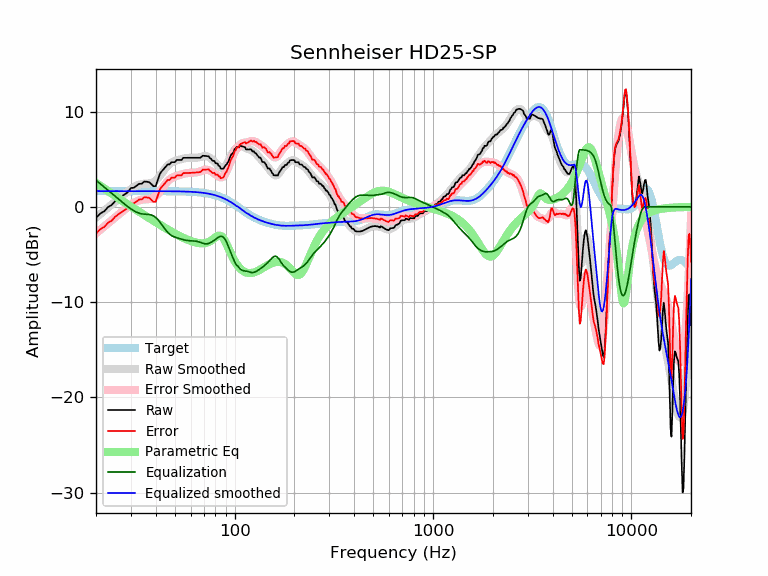 Sennheiser HD25-SP
Amplitude (dBr)
10
0
−10
−20
−30
Target
Raw Smoothed
Error Smoothed
Raw
Error
Parametric Eq
Equalization
Equalized smoothed
100
1000
10000
Frequency (Hz)